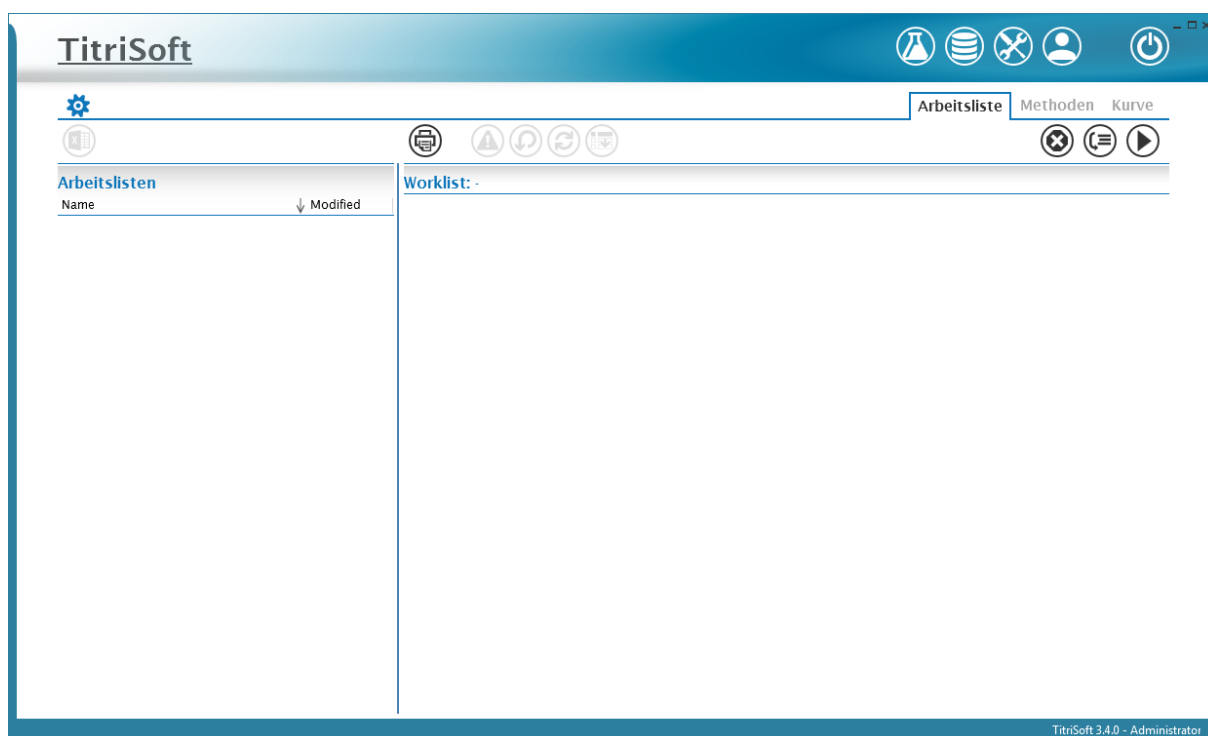 TitriSoft
Arbeitsliste Methoden Kurve
Arbeitslisten
Worklist: -
Name Modified
TitriSoft 3.4.0 - Administrator